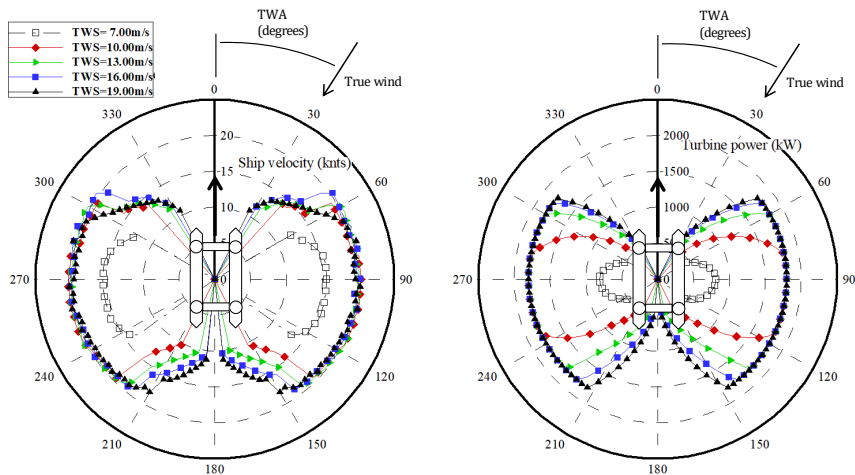 TWS= 7.00m/s
TWS=10.00m/s
TWS=13.00m/s
TWS=16.00m/s
TWS=19.00m/s
TWA
(degrees)
True wind
0
30
60
90
120
150
180
210
240
270
300
330
20
15
10
5
0
Ship velocity (knts)
TWA
(degrees)
True wind
0
30
60
90
120
150
180
210
240
270
300
330
2000
1500
1000
0
Turbine power (kW)